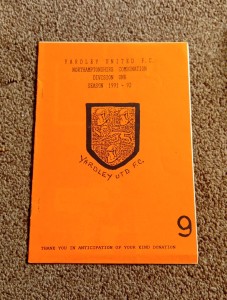 YARDLEY UNITED F.C.
NORTHAMPTONSHIRE COMBINATION
DIVISION ONE
SEASON 1991 - 92
YARDLEY UTD F.C.
9
THANK YOU IN ANTICIPATION OF YOUR KIND DONATION